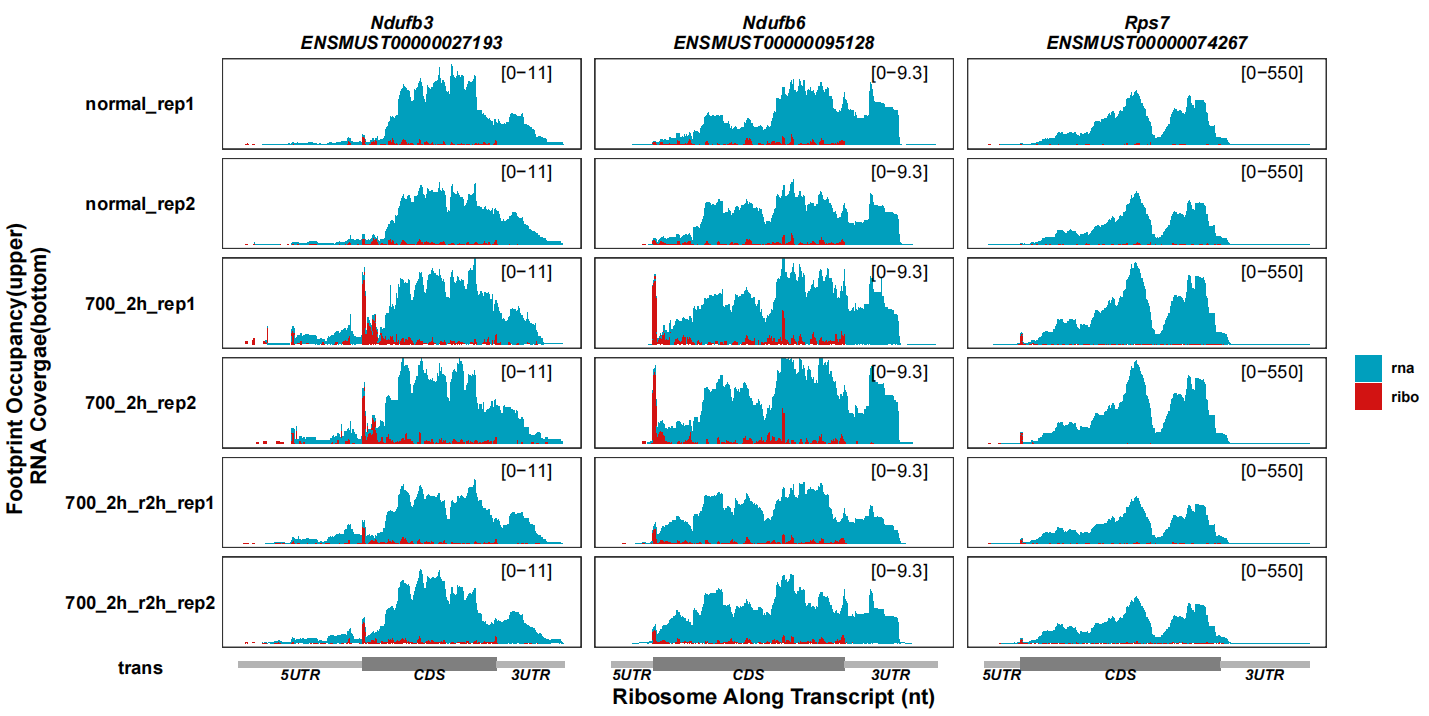 Ndufb3 Ndufb6 Rps7
ENSMUST00000027193 ENSMUST00000095128 ENSMUST00000074267
normal_rep1 [0−11] [0−9.3] [0−550]
normal_rep2 [0−11] [0−9.3] [0−550]
700_2h_rep1 [0−11] [0−9.3] [0−550]
700_2h_rep2 [0−11] [0−9.3] [0−550]
700_2h_r2h_rep1 [0−11] [0−9.3] [0−550]
700_2h_r2h_rep2 [0−11] [0−9.3] [0−550]
trans 5UTR CDS 3UTR 5UTR CDS 3UTR 5UTR CDS 3UTR
Ribosome Along Transcript (nt)
Footprint Occupancy(upper)
RNA Covergae(bottom)
rna
ribo